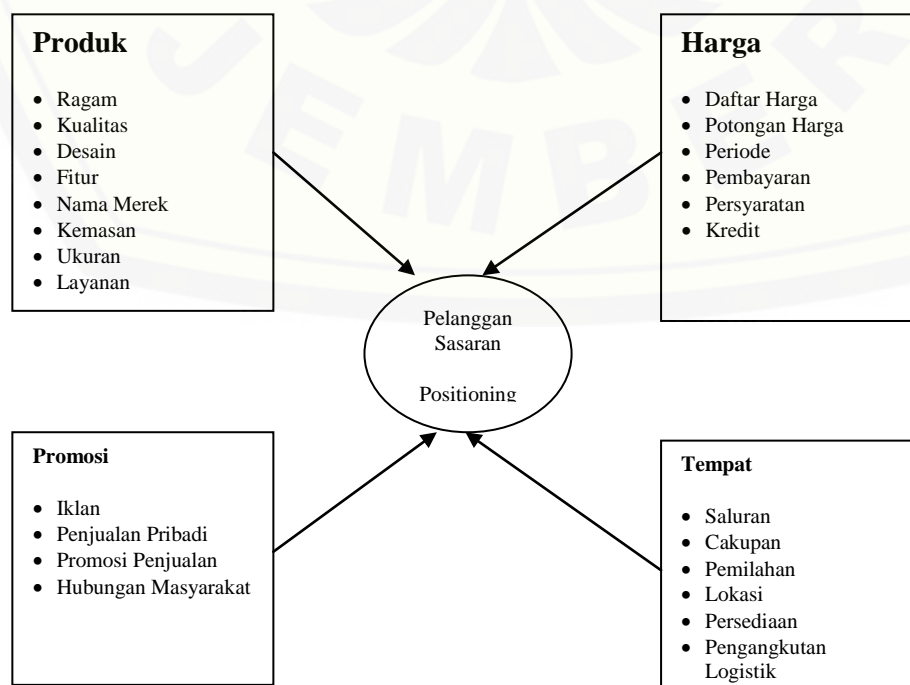 Produk
• Ragam
• Kualitas
• Desain
• Fitur
• Nama Merek
• Kemasan
• Ukuran
• Layanan
Harga
• Daftar Harga
• Potongan Harga
• Periode
• Pembayaran
• Persyaratan
• Kredit
Pelanggan
Sasaran
Positioning
Promosi
• Iklan
• Penjualan Pribadi
• Promosi Penjualan
• Hubungan Masyarakat
Tempat
• Saluran
• Cakupan
• Pemilahan
• Lokasi
• Persediaan
• Pengangkutan
Logistik
JEMBER